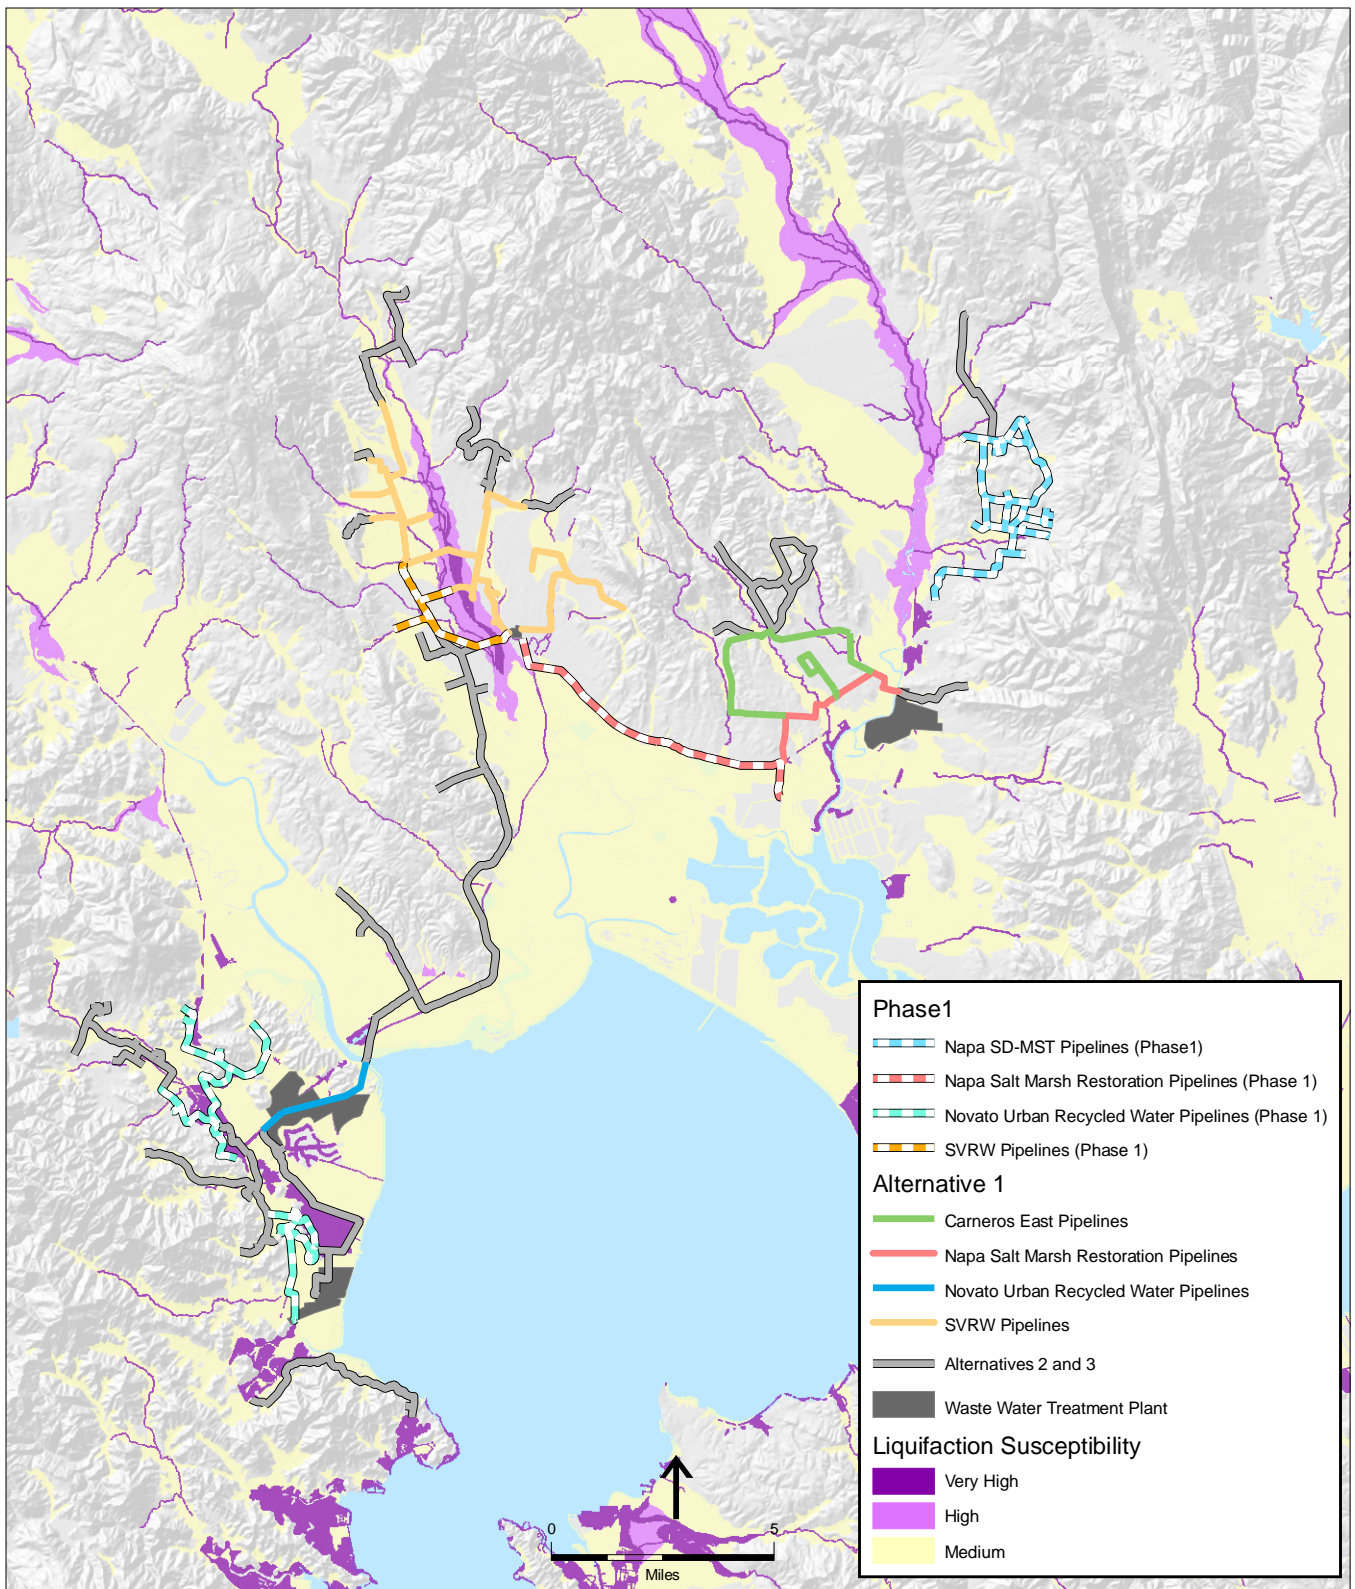 Phase1
Napa SD-MST Pipelines (Phase1)
Napa Salt Marsh Restoration Pipelines (Phase 1)
Novato Urban Recycled Water Pipelines (Phase 1)
SVRW Pipelines (Phase 1)
Alternative 1
Carneros East Pipelines
Napa Salt Marsh Restoration Pipelines
Novato Urban Recycled Water Pipelines
SVRW Pipelines
Alternatives 2 and 3
Waste Water Treatment Plant
Liquifaction Susceptibility
Very High
High
Medium
0 5
Miles